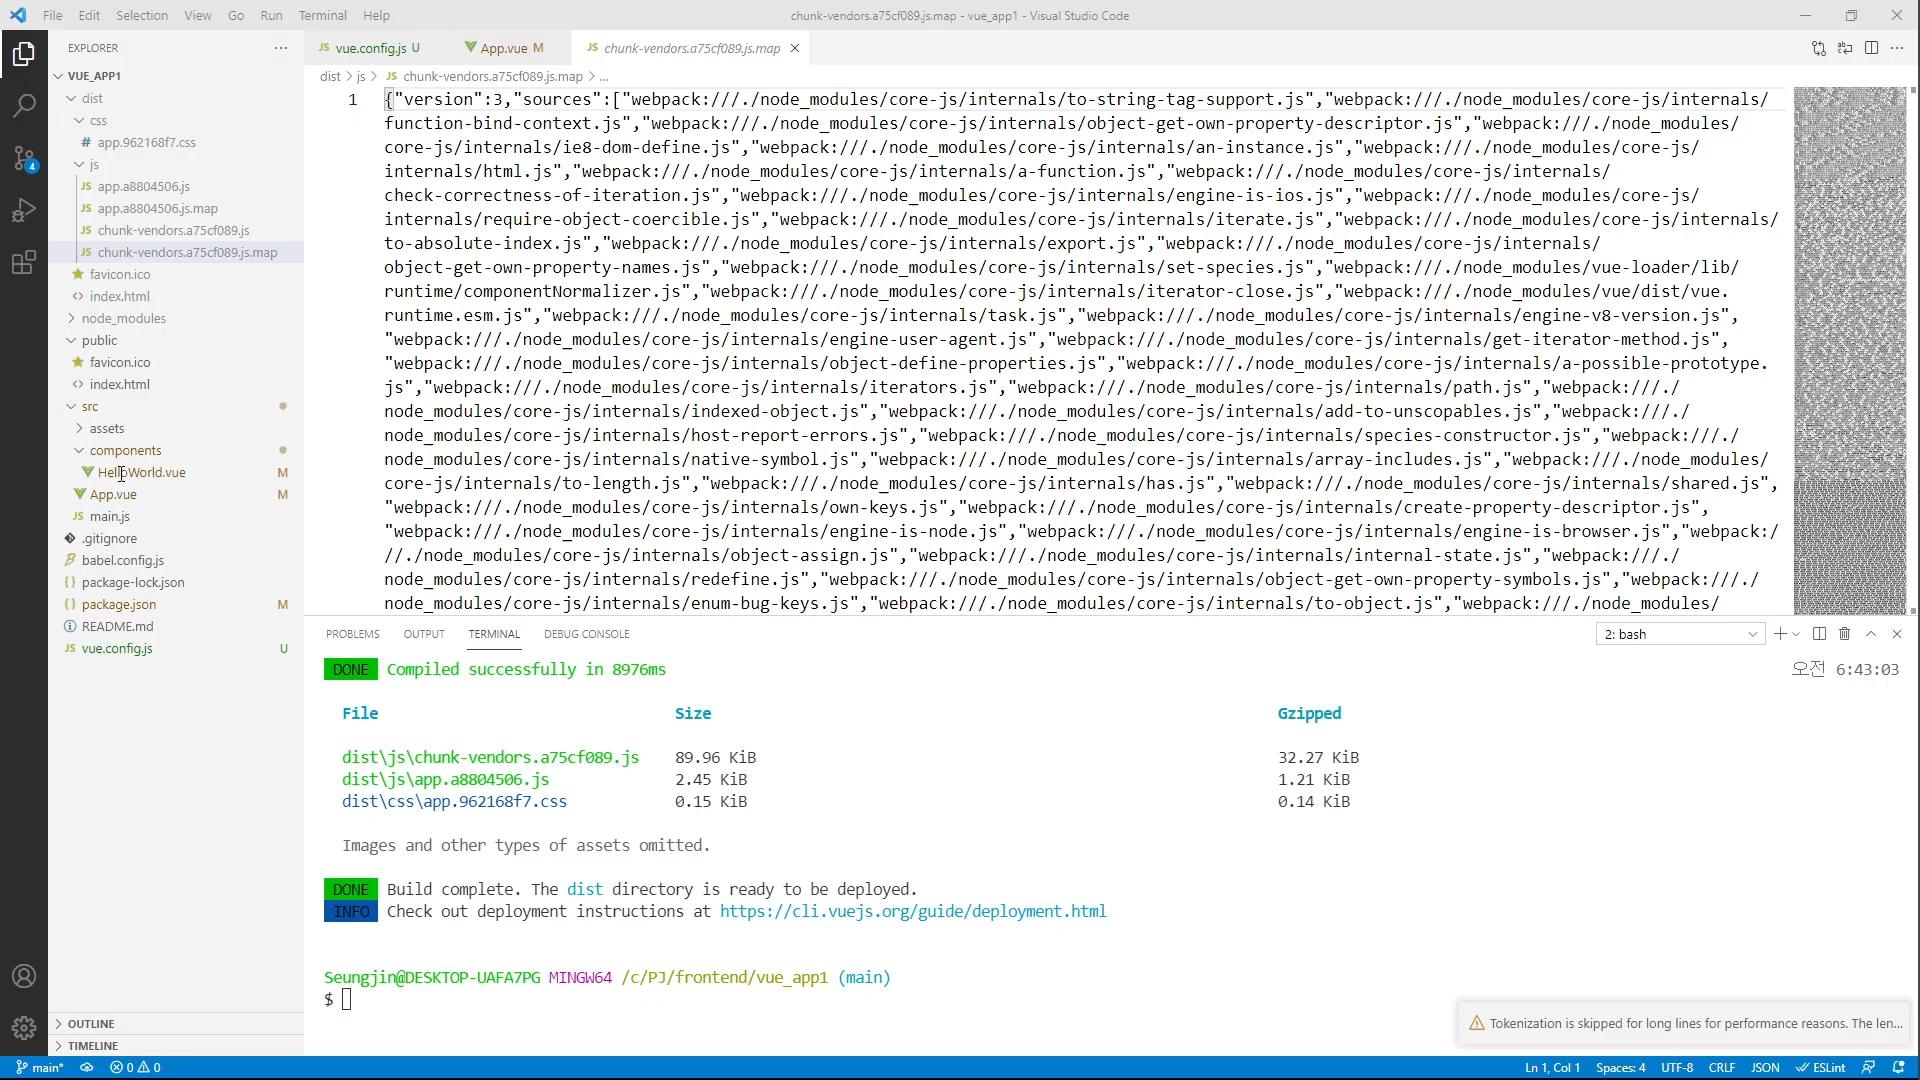 File Edit Selection View Go Run Terminal Help
chunk-vendors.a75cf089.js.map - vue_app1 - Visual Studio Code
EXPLORER
JS vue.config.js U
App.vue M
JS chunk-vendors.a75cf089.js.map
VUE_APP1
dist > js > JS chunk-vendors.a75cf089.js.map > ...
dist
css
# app.962168f7.css
js
JS app.a8804506.js
JS app.a8804506.js.map
JS chunk-vendors.a75cf089.js
JS chunk-vendors.a75cf089.js.map
favicon.ico
<> index.html
node_modules
public
favicon.ico
<> index.html
src
assets
components
HelloWorld.vue M
App.vue M
JS main.js
.gitignore
babel.config.js
{} package-lock.json
{} package.json M
README.md
JS vue.config.js U
OUTLINE
TIMELINE
4
1 {"version":3,"sources":["webpack:///./node_modules/core-js/internals/to-string-tag-support.js","webpack:///./node_modules/core-js/internals/
function-bind-context.js","webpack:///./node_modules/core-js/internals/object-get-own-property-descriptor.js","webpack:///./node_modules/
core-js/internals/ie8-dom-define.js","webpack:///./node_modules/core-js/internals/an-instance.js","webpack:///./node_modules/core-js/
internals/html.js","webpack:///./node_modules/core-js/internals/a-function.js","webpack:///./node_modules/core-js/internals/
check-correctness-of-iteration.js","webpack:///./node_modules/core-js/internals/engine-is-ios.js","webpack:///./node_modules/core-js/
internals/require-object-coercible.js","webpack:///./node_modules/core-js/internals/iterate.js","webpack:///./node_modules/core-js/internals/
to-absolute-index.js","webpack:///./node_modules/core-js/internals/export.js","webpack:///./node_modules/core-js/internals/
object-get-own-property-names.js","webpack:///./node_modules/core-js/internals/set-species.js","webpack:///./node_modules/vue-loader/lib/
runtime/componentNormalizer.js","webpack:///./node_modules/core-js/internals/iterator-close.js","webpack:///./node_modules/vue/dist/vue.
runtime.esm.js","webpack:///./node_modules/core-js/internals/task.js","webpack:///./node_modules/core-js/internals/engine-v8-version.js",
"webpack:///./node_modules/core-js/internals/engine-user-agent.js","webpack:///./node_modules/core-js/internals/get-iterator-method.js",
"webpack:///./node_modules/core-js/internals/object-define-properties.js","webpack:///./node_modules/core-js/internals/a-possible-prototype.
js","webpack:///./node_modules/core-js/internals/iterators.js","webpack:///./node_modules/core-js/internals/path.js","webpack:///./
node_modules/core-js/internals/indexed-object.js","webpack:///./node_modules/core-js/internals/add-to-unscopables.js","webpack:///./
node_modules/core-js/internals/host-report-errors.js","webpack:///./node_modules/core-js/internals/species-constructor.js","webpack:///./
node_modules/core-js/internals/native-symbol.js","webpack:///./node_modules/core-js/internals/array-includes.js","webpack:///./node_modules/
core-js/internals/to-length.js","webpack:///./node_modules/core-js/internals/has.js","webpack:///./node_modules/core-js/internals/shared.js",
"webpack:///./node_modules/core-js/internals/own-keys.js","webpack:///./node_modules/core-js/internals/create-property-descriptor.js",
"webpack:///./node_modules/core-js/internals/engine-is-node.js","webpack:///./node_modules/core-js/internals/engine-is-browser.js","webpack:/
//./node_modules/core-js/internals/object-assign.js","webpack:///./node_modules/core-js/internals/internal-state.js","webpack:///./
node_modules/core-js/internals/redefine.js","webpack:///./node_modules/core-js/internals/object-get-own-property-symbols.js","webpack:///./
node_modules/core-js/internals/enum-bug-keys.js","webpack:///./node_modules/core-js/internals/to-object.js","webpack:///./node_modules/
PROBLEMS OUTPUT TERMINAL DEBUG CONSOLE
2: bash
DONE Compiled successfully in 8976ms
오전 6:43:03
File Size Gzipped
dist\js\chunk-vendors.a75cf089.js 89.96 KiB 32.27 KiB
dist\js\app.a8804506.js 2.45 KiB 1.21 KiB
dist\css\app.962168f7.css 0.15 KiB 0.14 KiB
Images and other types of assets omitted.
DONE Build complete. The dist directory is ready to be deployed.
INFO Check out deployment instructions at https://cli.vuejs.org/guide/deployment.html
Seungjin@DESKTOP-UAFA7PG MINGW64 /c/PJ/frontend/vue_app1 (main)
$
Tokenization is skipped for long lines for performance reasons. The len...
main* 0 0
Ln 1, Col 1 Spaces: 4 UTF-8 CRLF JSON ESLint